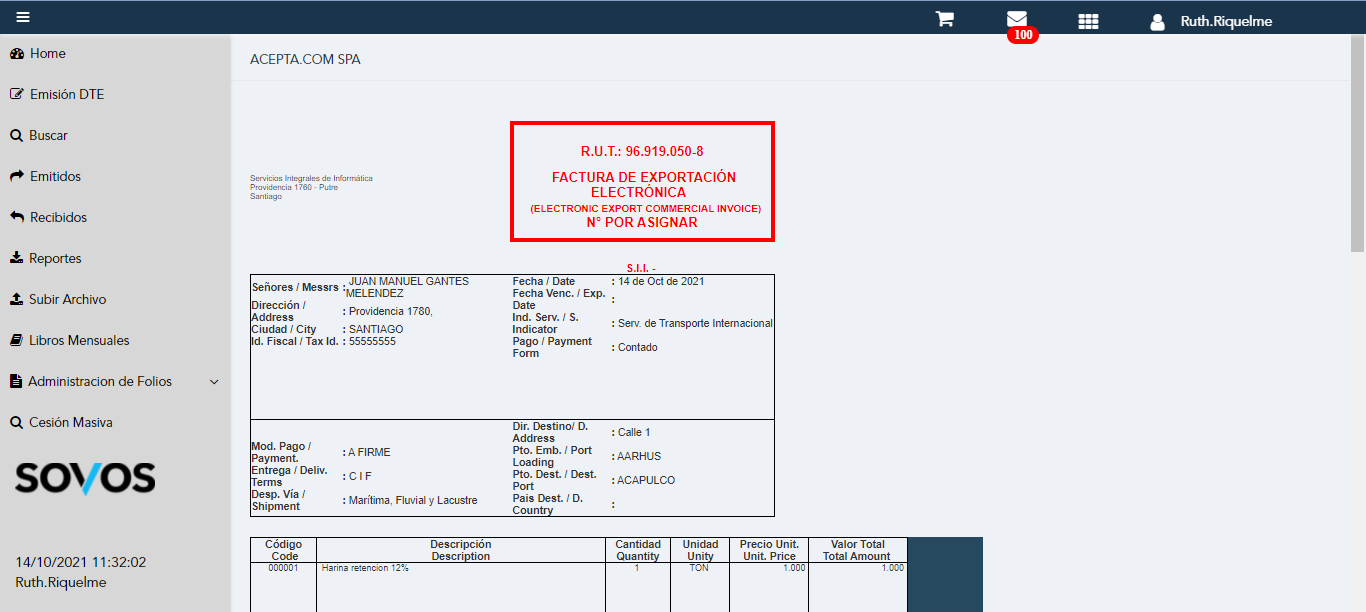 Ruth.Riquelme
100
Home
Emisión DTE
Buscar
Emitidos
Recibidos
Reportes
Subir Archivo
Libros Mensuales
Administracion de Folios
Cesión Masiva
SOVOS
14/10/2021 11:32:02
Ruth.Riquelme
ACEPTA.COM SPA
Servicios Integrales de Informática
Providencia 1760 - Putre
Santiago
R.U.T.: 96.919.050-8
FACTURA DE EXPORTACIÓN
ELECTRÓNICA
(ELECTRONIC EXPORT COMMERCIAL INVOICE)
N° POR ASIGNAR
S.I.I. -
Señores / Messrs : JUAN MANUEL GANTES
MELENDEZ
Dirección /
Address : Providencia 1780,
Ciudad / City : SANTIAGO
Id. Fiscal / Tax Id. : 55555555
Fecha / Date : 14 de Oct de 2021
Fecha Venc. / Exp.
Date :
Ind. Serv. / S.
Indicator : Serv. de Transporte Internacional
Pago / Payment
Form : Contado
Mod. Pago /
Payment. : A FIRME
Entrega / Deliv.
Terms : C I F
Desp. Vía /
Shipment : Marítima, Fluvial y Lacustre
Dir. Destino/ D.
Address : Calle 1
Pto. Emb. / Port
Loading : AARHUS
Pto. Dest. / Dest.
Port : ACAPULCO
Pais Dest. / D.
Country :
Código Descripción Cantidad Unidad Precio Unit. Valor Total
Code Description Quantity Unity Unit. Price Total Amount
000001 Harina retencion 12% 1 TON 1.000 1.000